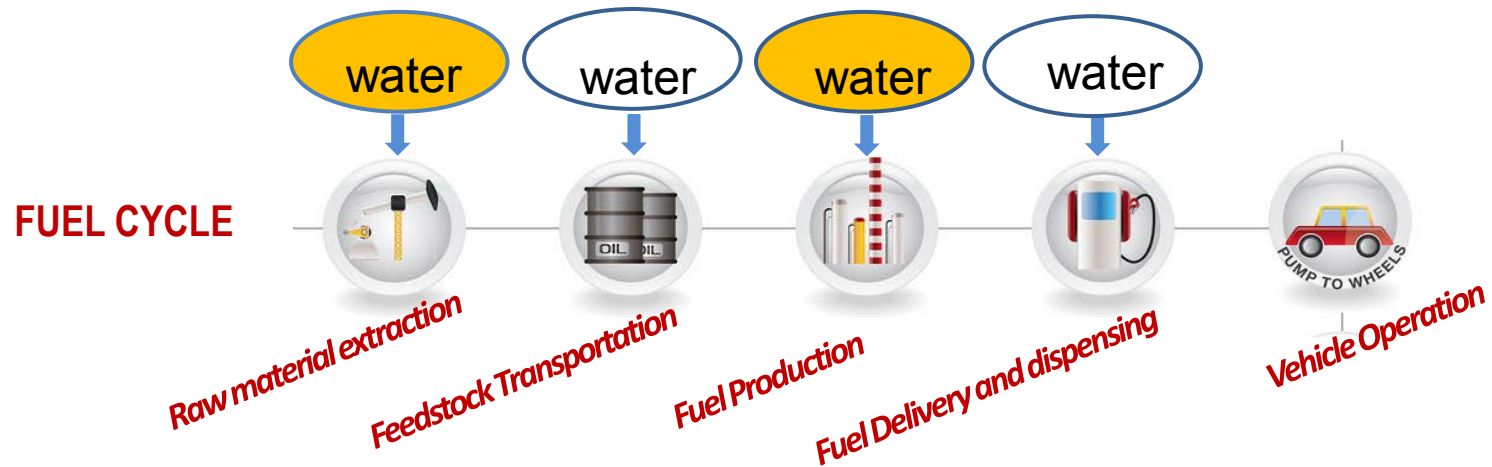 water
water
water
water
FUEL CYCLE
OIL
OIL
PUMP TO WHEELS
Raw material extraction
Feedstock Transportation
Fuel Production
Fuel Delivery and dispensing
Vehicle Operation